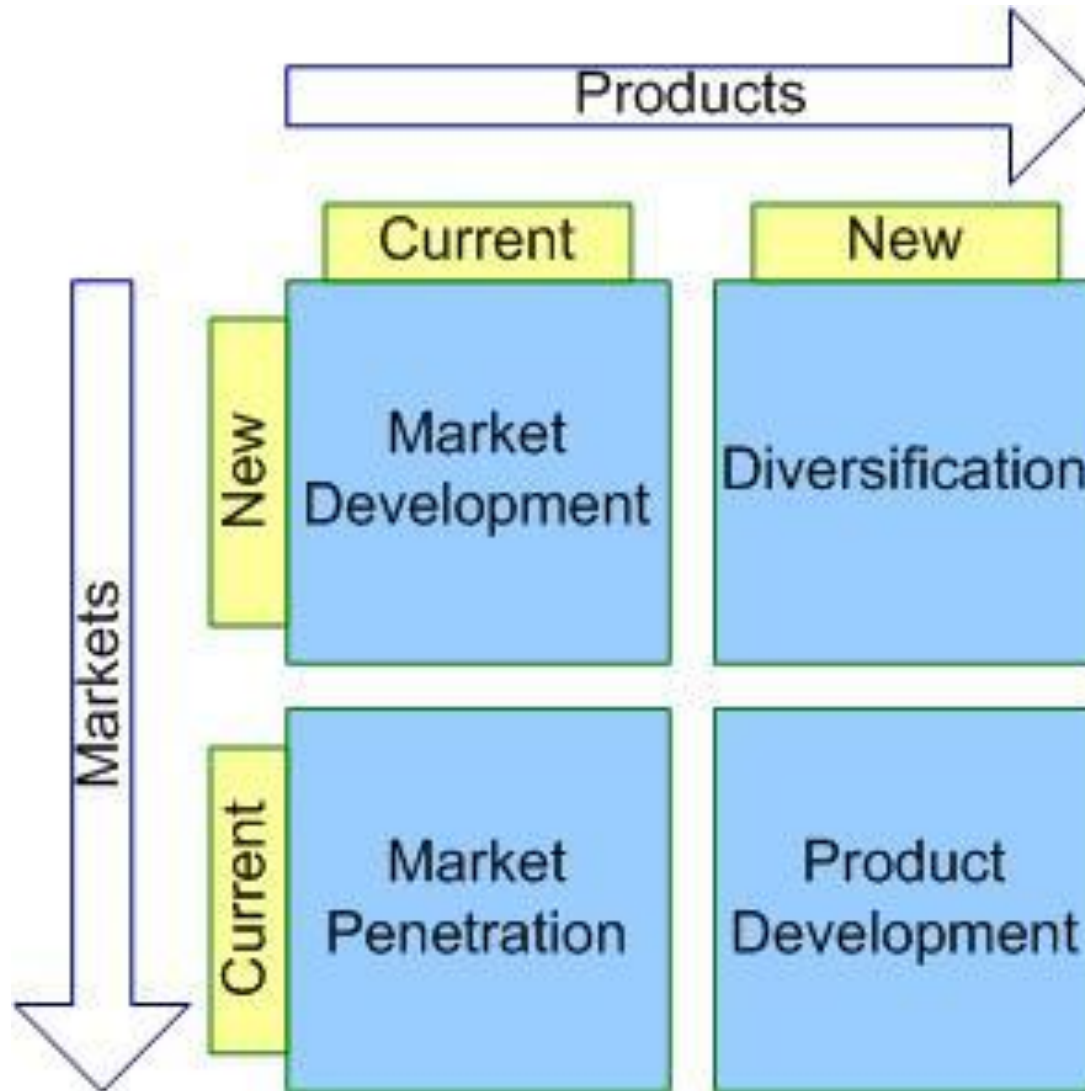 Products
Current
New
Markets
New
Market
Development
Diversification
Current
Market
Penetration
Product
Development